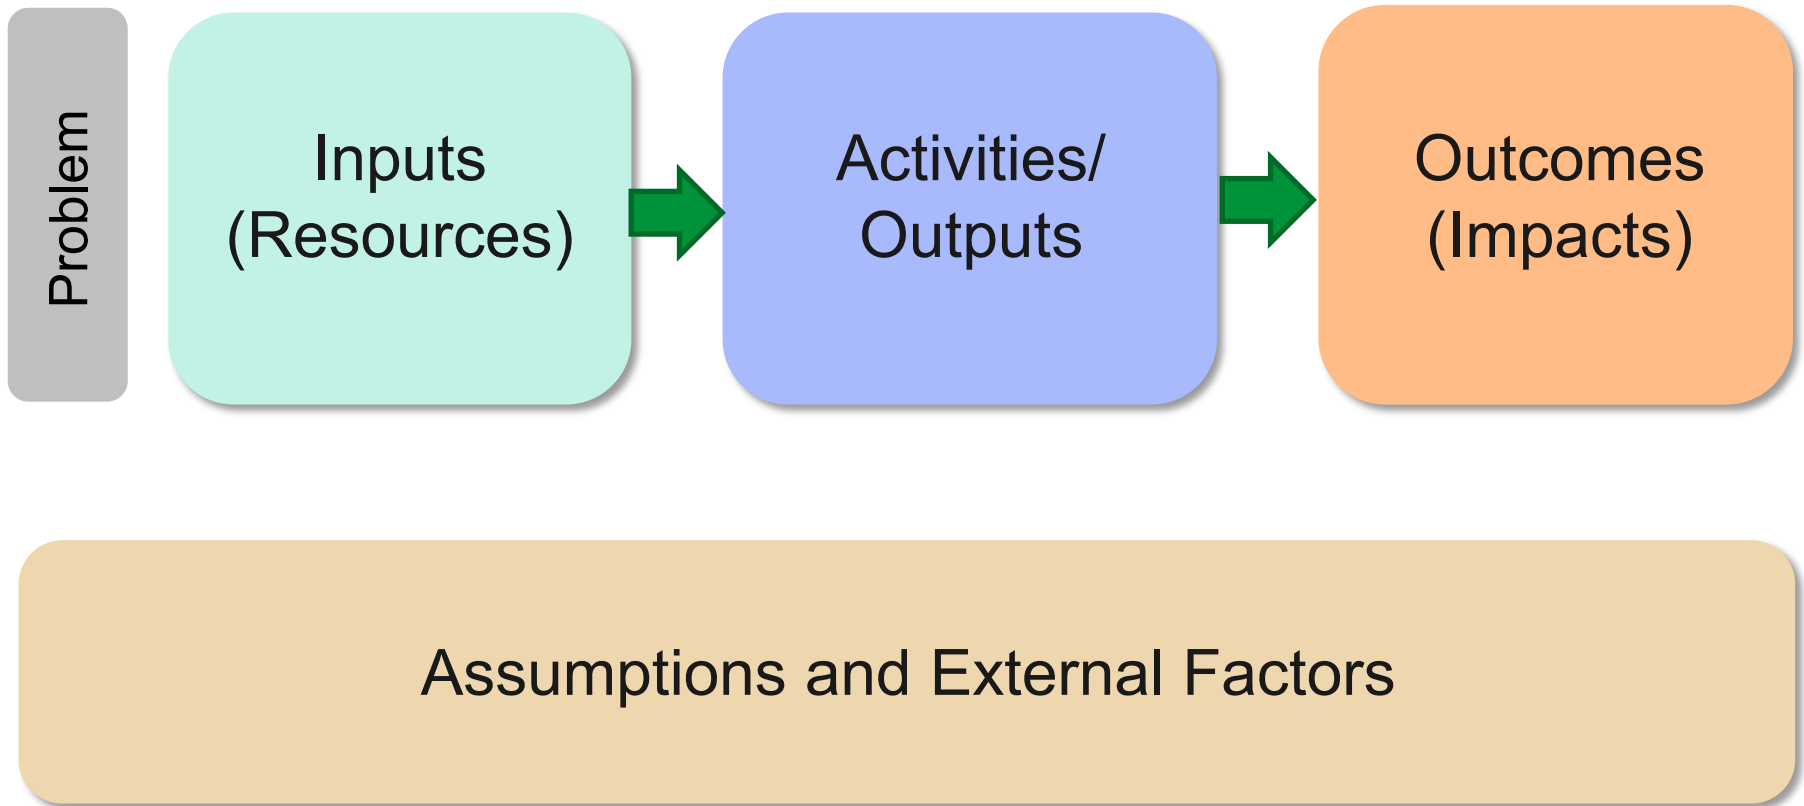 Problem
Inputs
(Resources)
Activities/
Outputs
Outcomes
(Impacts)
Assumptions and External Factors